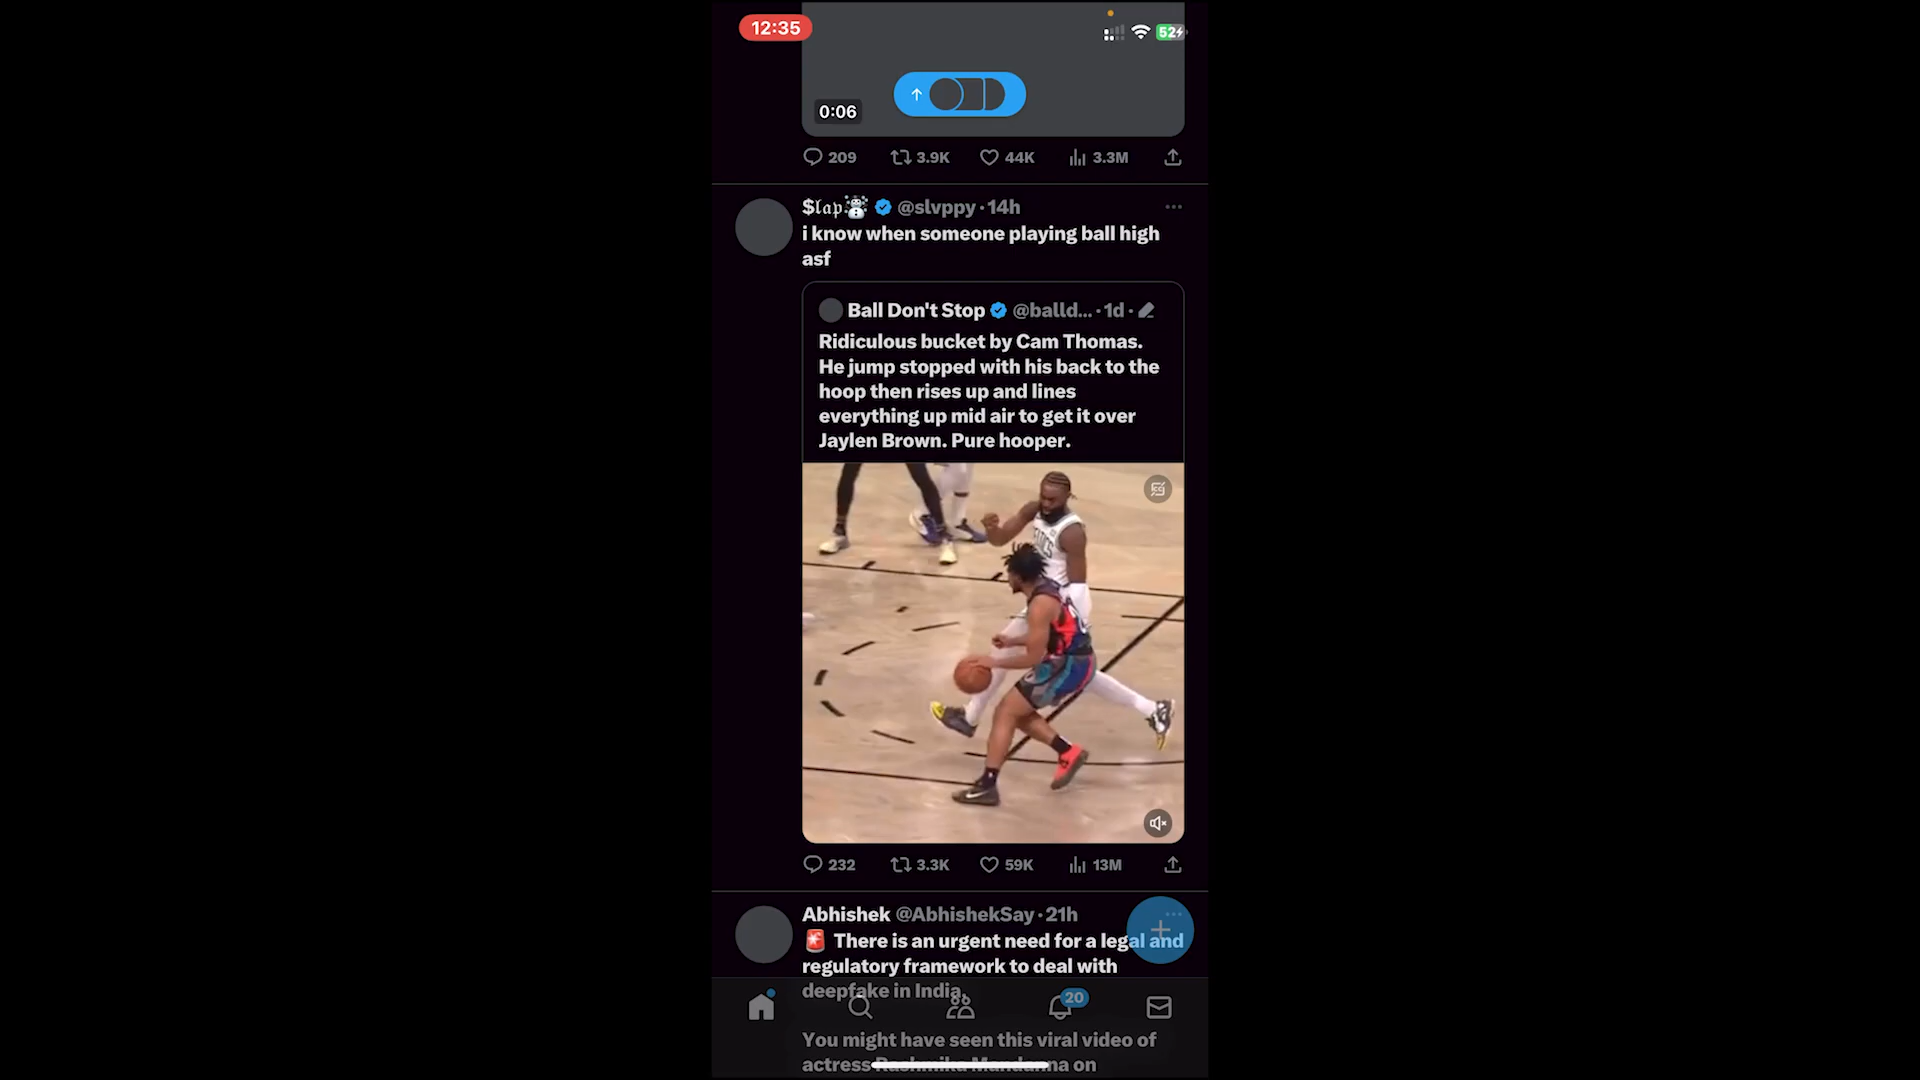 12:35
52
0:06
209 3.9K 44K 3.3M
$𝔩𝔞𝔭☃️ @slvppy · 14h
i know when someone playing ball high
asf
Ball Don't Stop @balld... · 1d ·
Ridiculous bucket by Cam Thomas.
He jump stopped with his back to the
hoop then rises up and lines
everything up mid air to get it over
Jaylen Brown. Pure hooper.
232 3.3K 59K 13M
Abhishek @AbhishekSay · 21h
🚨 There is an urgent need for a legal and
regulatory framework to deal with
deepfake in India.
20
You might have seen this viral video of
actress Rashmika Mandanna on